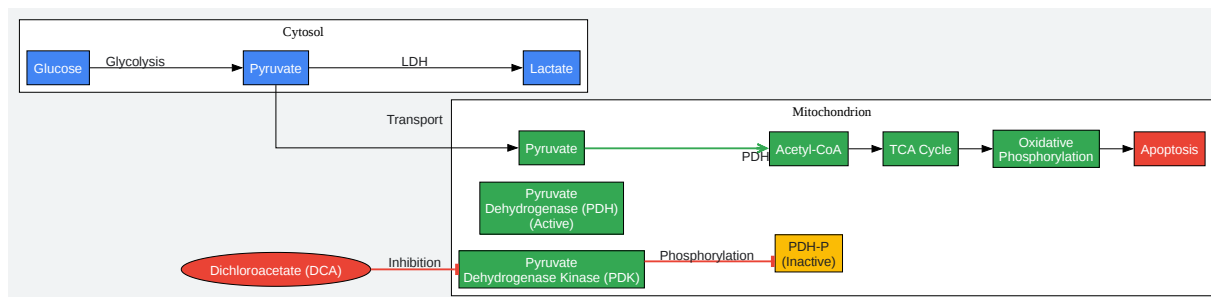 Cytosol
Glucose
Glycolysis
Pyruvate
LDH
Lactate
Transport
Mitochondrion
Pyruvate
PDH
Acetyl-CoA
TCA Cycle
Oxidative
Phosphorylation
Apoptosis
Pyruvate
Dehydrogenase (PDH)
(Active)
Dichloroacetate (DCA)
Inhibition
Pyruvate
Dehydrogenase Kinase (PDK)
Phosphorylation
PDH-P
(Inactive)